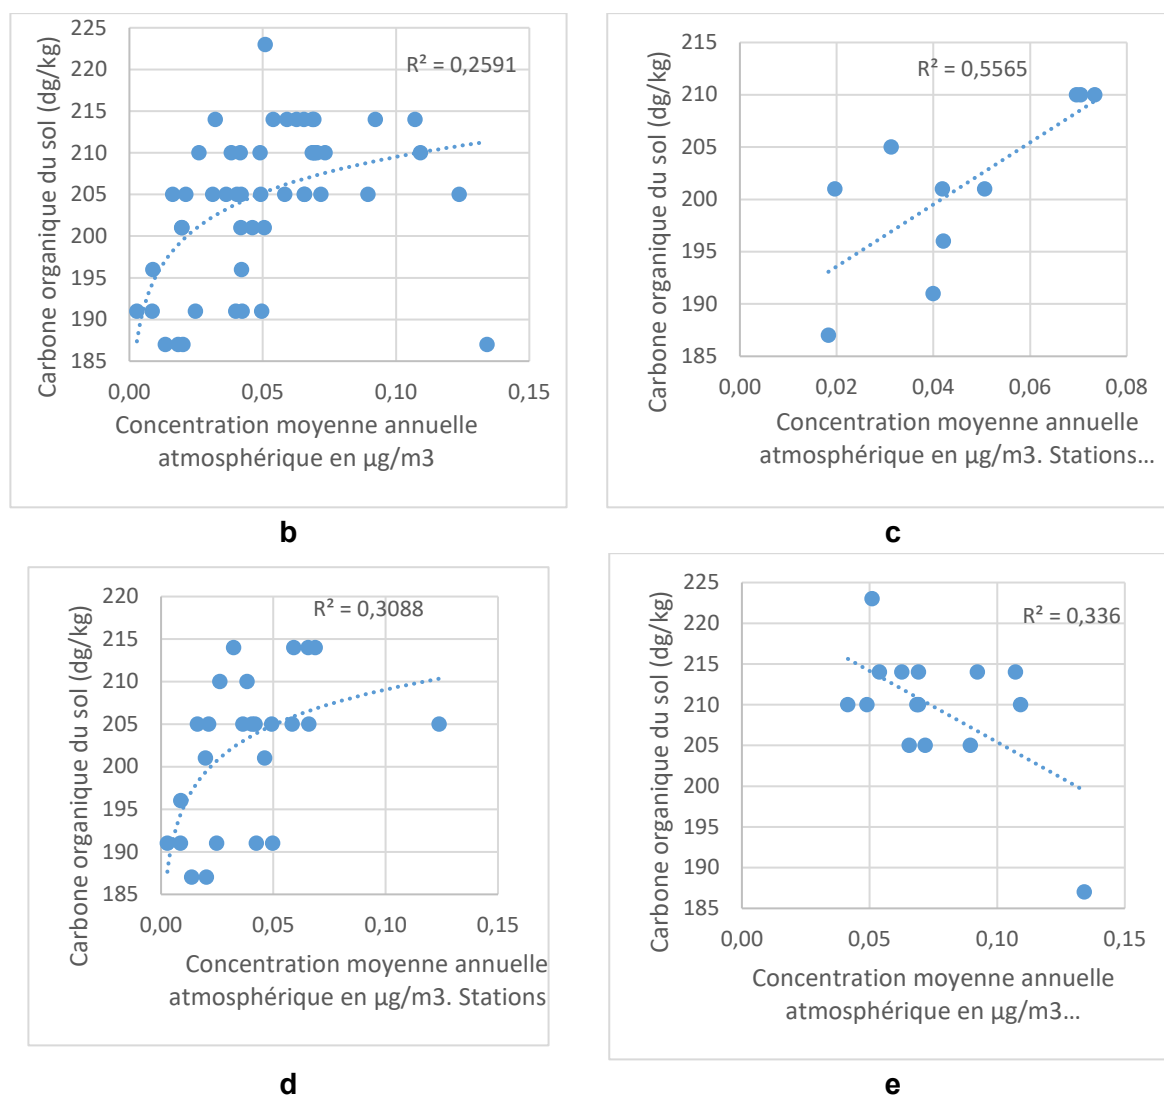 Carbone organique du sol (dg/kg)
225
220
215
210
205
200
195
190
185
R² = 0,2591
0,00 0,05 0,10 0,15
Concentration moyenne annuelle
atmosphérique en µg/m3
b
Carbone organique du sol (dg/kg)
215
210
205
200
195
190
185
R² = 0,5565
0,00 0,02 0,04 0,06 0,08
Concentration moyenne annuelle
atmosphérique en µg/m3. Stations…
c
Carbone organique du sol (dg/kg)
220
215
210
205
200
195
190
185
R² = 0,3088
0,00 0,05 0,10 0,15
Concentration moyenne annuelle
atmosphérique en µg/m3. Stations
d
Carbone organique du sol (dg/kg)
225
220
215
210
205
200
195
190
185
R² = 0,336
0,00 0,05 0,10 0,15
Concentration moyenne annuelle
atmosphérique en µg/m3…
e